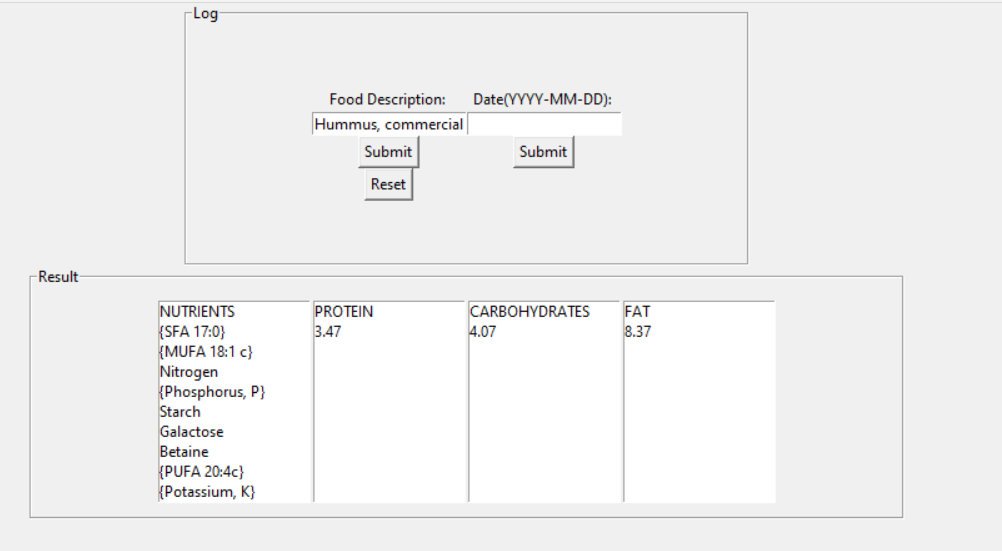 Log
Food Description: Date(YYYY-MM-DD):
Hummus, commercial
Submit Submit
Reset
Result
NUTRIENTS PROTEIN CARBOHYDRATES FAT
{SFA 17:0} 3.47 4.07 8.37
{MUFA 18:1 c}
Nitrogen
{Phosphorus, P}
Starch
Galactose
Betaine
{PUFA 20:4c}
{Potassium, K}